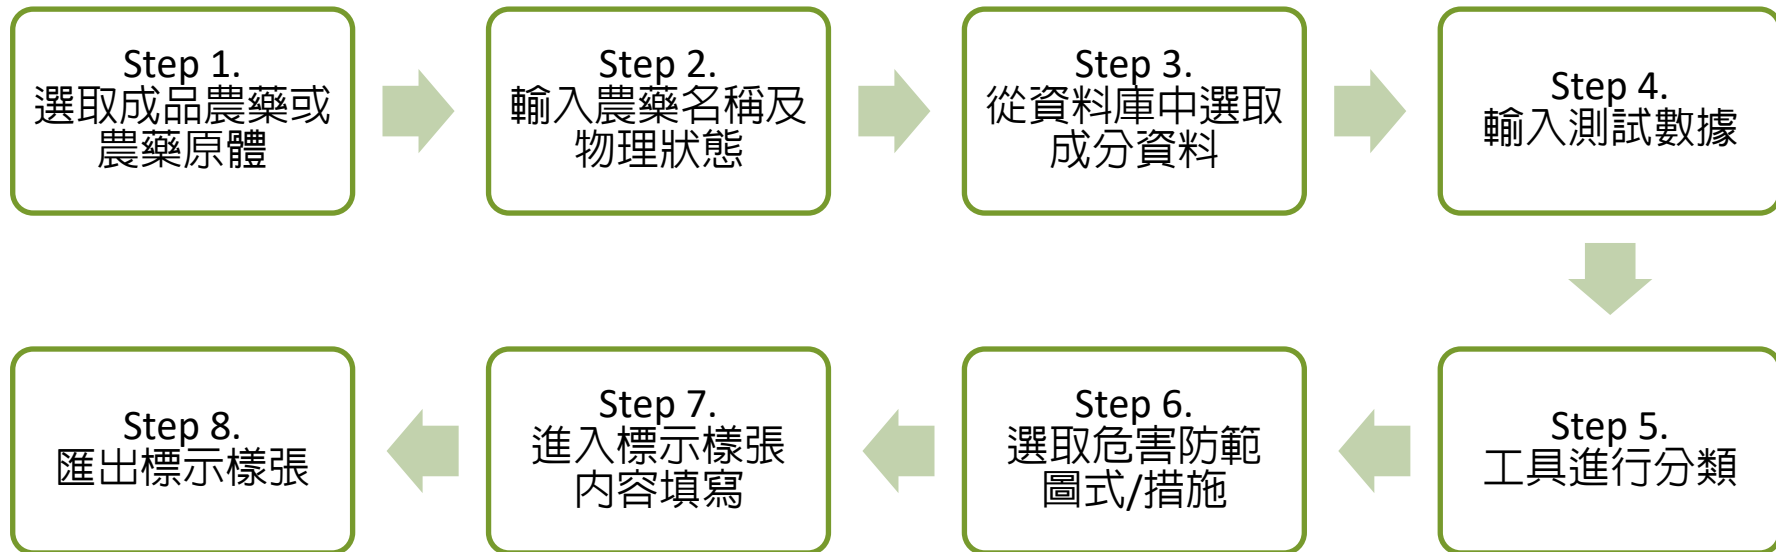 Step 1.
選取成品農藥或
農藥原體
Step 2.
輸入農藥名稱及
物理狀態
Step 3.
從資料庫中選取
成分資料
Step 4.
輸入測試數據
Step 5.
工具進行分類
Step 6.
選取危害防範
圖式/措施
Step 7.
進入標示樣張
內容填寫
Step 8.
匯出標示樣張